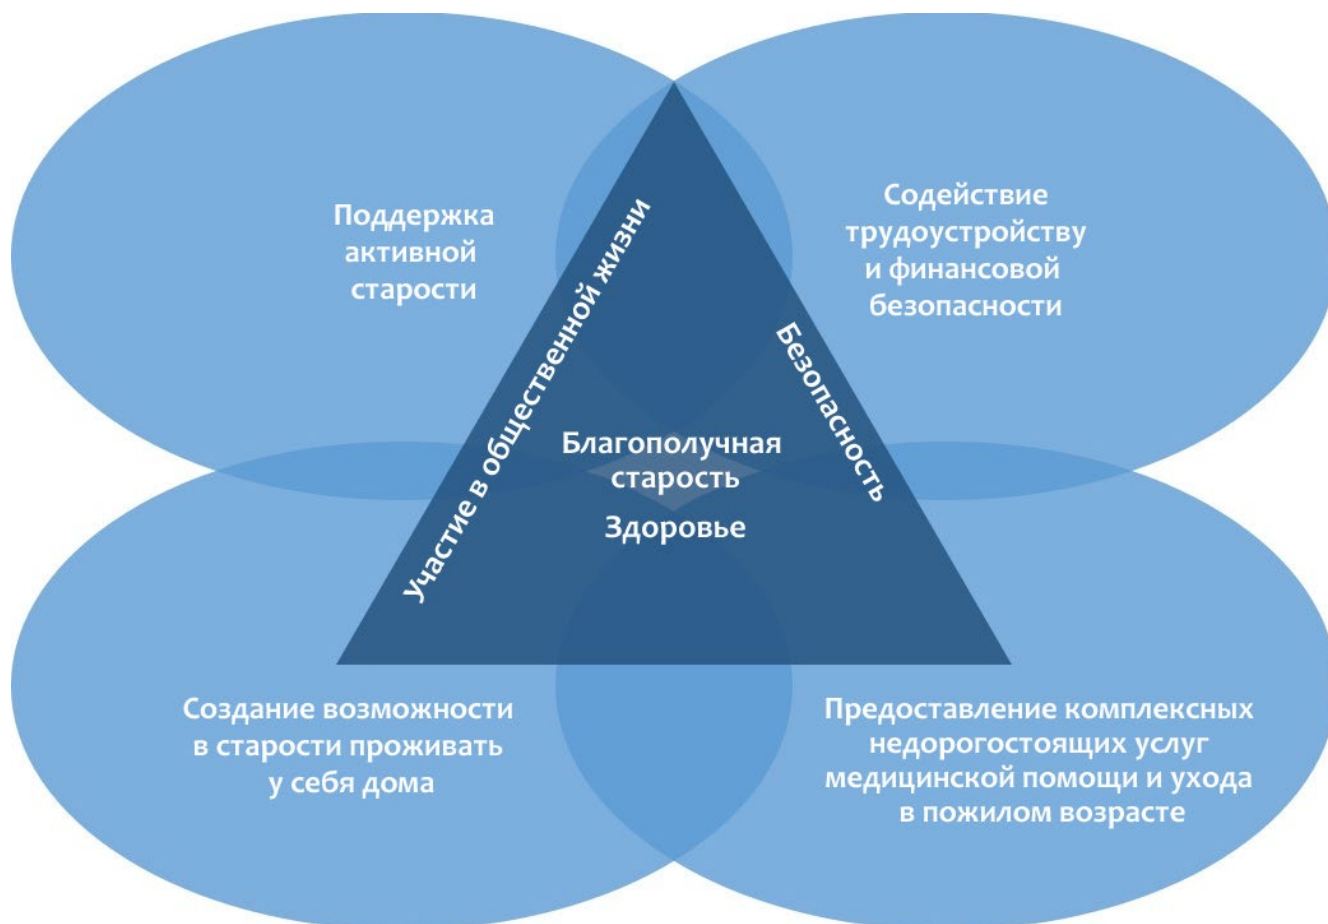 Поддержка
активной
старости
Содействие
трудоустройству
и финансовой
безопасности
Участие в общественной жизни
Безопасность
Благополучная
старость
Здоровье
Создание возможности
в старости проживать
у себя дома
Предоставление комплексных
недорогостоящих услуг
медицинской помощи и ухода
в пожилом возрасте